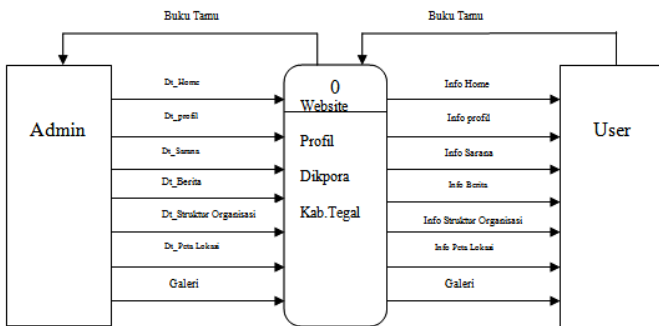 Buku Tamu
Buku Tamu
Admin
Dt_Home
Dt_profil
Dt_Sarana
Dt_Berita
Dt_Struktur Organisasi
Dt_Peta Lokasi
Galeri
0
Website
Profil
Dikpora
Kab.Tegal
Info Home
Info profil
Info Sarana
Info Berita
Info Struktur Organisasi
Info Peta Lokasi
Galeri
User